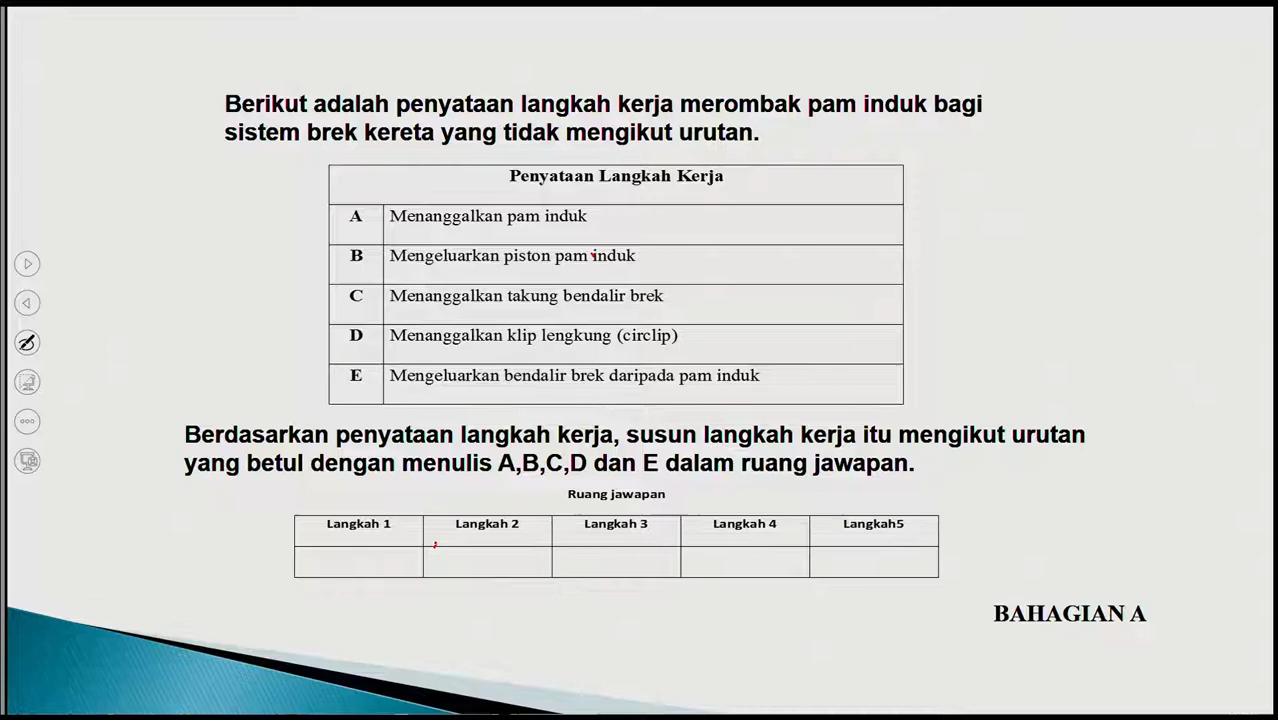 Berikut adalah penyataan langkah kerja merombak pam induk bagi
sistem brek kereta yang tidak mengikut urutan.
Penyataan Langkah Kerja
A Menanggalkan pam induk
B Mengeluarkan piston pam induk
C Menanggalkan takung bendalir brek
D Menanggalkan klip lengkung (circlip)
E Mengeluarkan bendalir brek daripada pam induk
Berdasarkan penyataan langkah kerja, susun langkah kerja itu mengikut urutan
yang betul dengan menulis A,B,C,D dan E dalam ruang jawapan.
Ruang jawapan
Langkah 1 Langkah 2 Langkah 3 Langkah 4 Langkah5
BAHAGIAN A